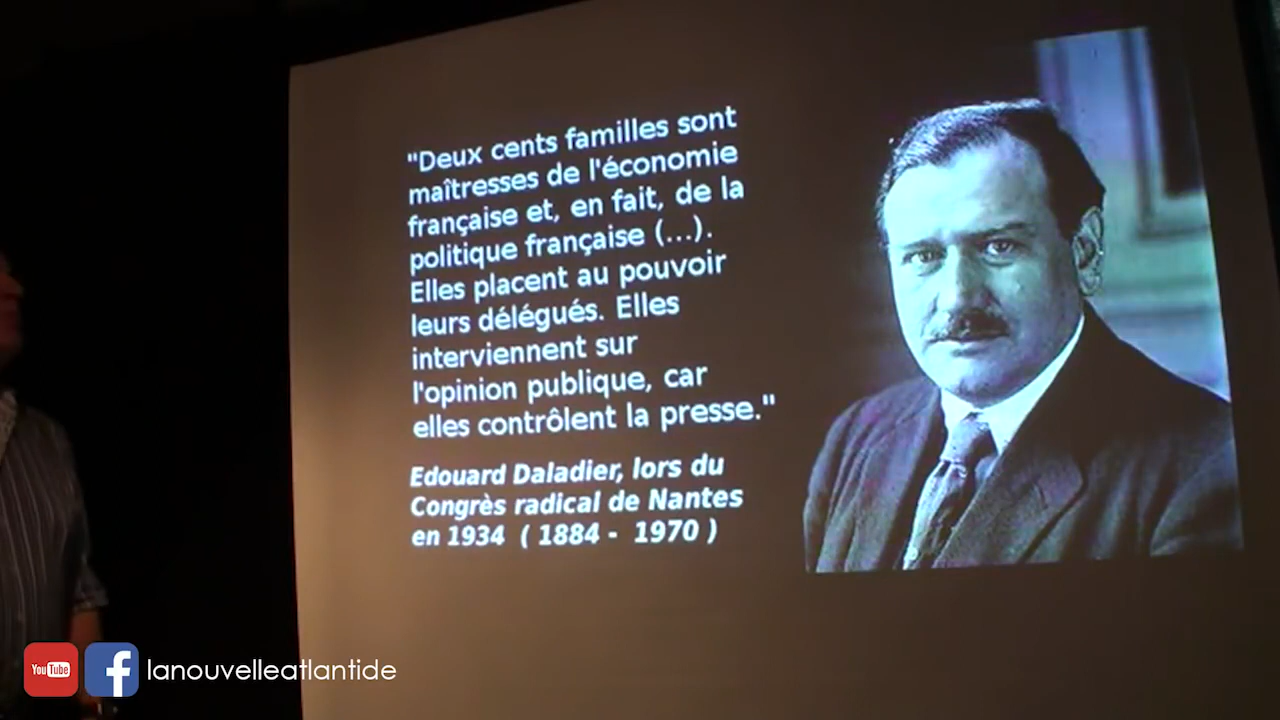 "Deux cents familles sont
maîtresses de l'économie
française et, en fait, de la
politique française (...).
Elles placent au pouvoir
leurs délégués. Elles
interviennent sur
l'opinion publique, car
elles contrôlent la presse."
Edouard Daladier, lors du
Congrès radical de Nantes
en 1934 ( 1884 - 1970 )
YouTube f lanouvelleatlantide